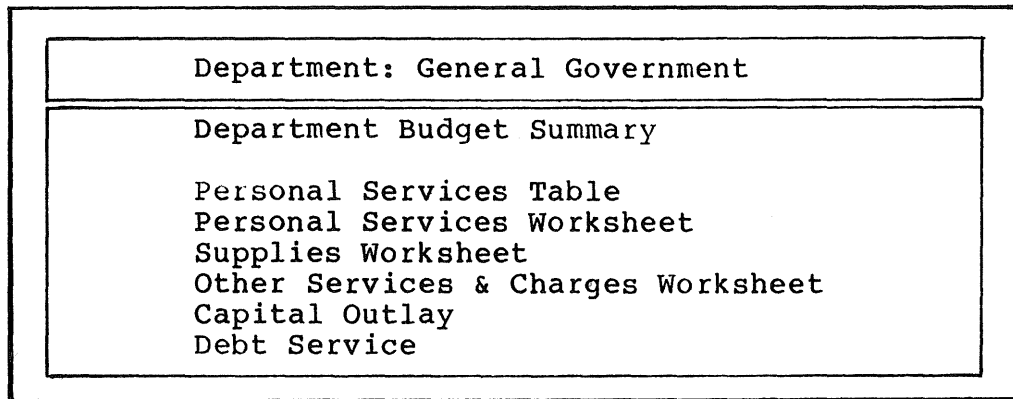 Department: General Government
Department Budget Summary
Personal Services Table
Personal Services Worksheet
Supplies Worksheet
Other Services & Charges Worksheet
Capital Outlay
Debt Service